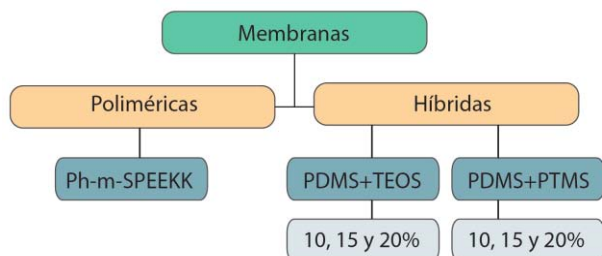 Membranas
Poliméricas
Híbridas
Ph-m-SPEEKK
PDMS+TEOS
PDMS+PTMS
10, 15 y 20%
10, 15 y 20%